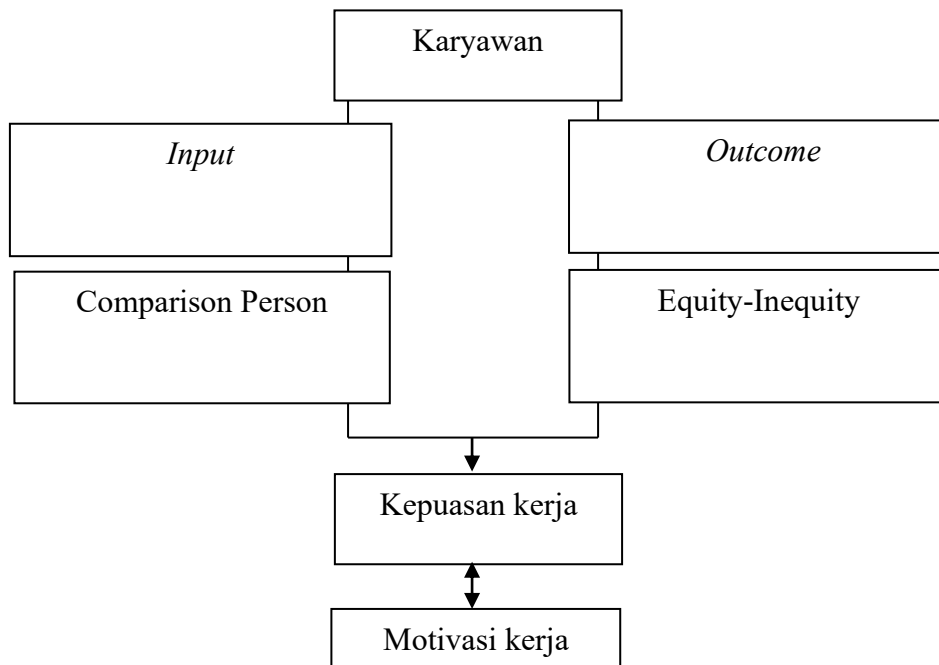 Karyawan
Input
Outcome
Comparison Person
Equity-Inequity
Kepuasan kerja
Motivasi kerja